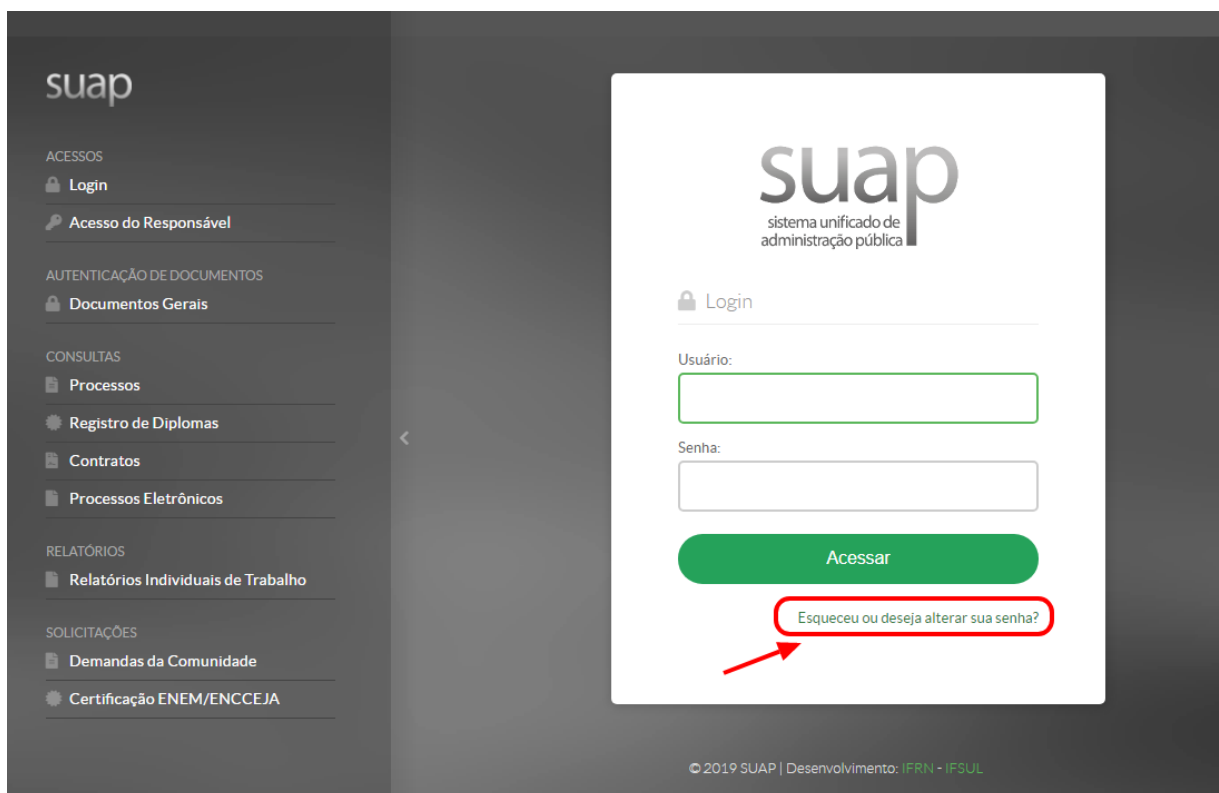 suap
ACESSOS
Login
Acesso do Responsável
AUTENTICAÇÃO DE DOCUMENTOS
Documentos Gerais
CONSULTAS
Processos
Registro de Diplomas
Contratos
Processos Eletrônicos
RELATÓRIOS
Relatórios Individuais de Trabalho
SOLICITAÇÕES
Demandas da Comunidade
Certificação ENEM/ENCCEJA
suap
sistema unificado de
administração pública
Login
Usuário:
Senha:
Acessar
Esqueceu ou deseja alterar sua senha?
© 2019 SUAP | Desenvolvimento: IFRN - IFSUL